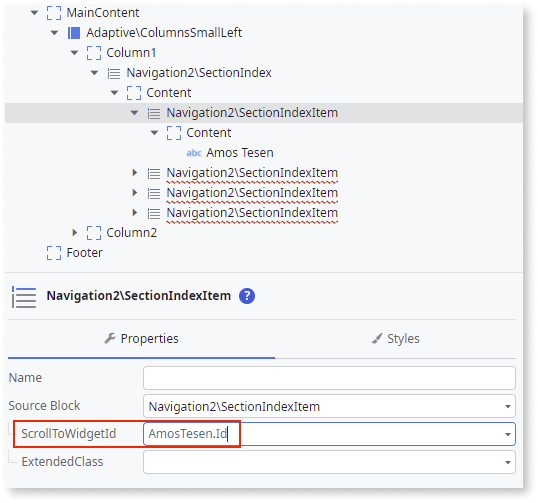 MainContent
Adaptive\ColumnsSmallLeft
Column1
Navigation2\SectionIndex
Content
Navigation2\SectionIndexItem
Content
abc Amos Tesen
Navigation2\SectionIndexItem
Navigation2\SectionIndexItem
Navigation2\SectionIndexItem
Column2
Footer
Navigation2\SectionIndexItem ?
Properties Styles
Name
Source Block Navigation2\SectionIndexItem
ScrollToWidgetId AmosTesen.Id
ExtendedClass